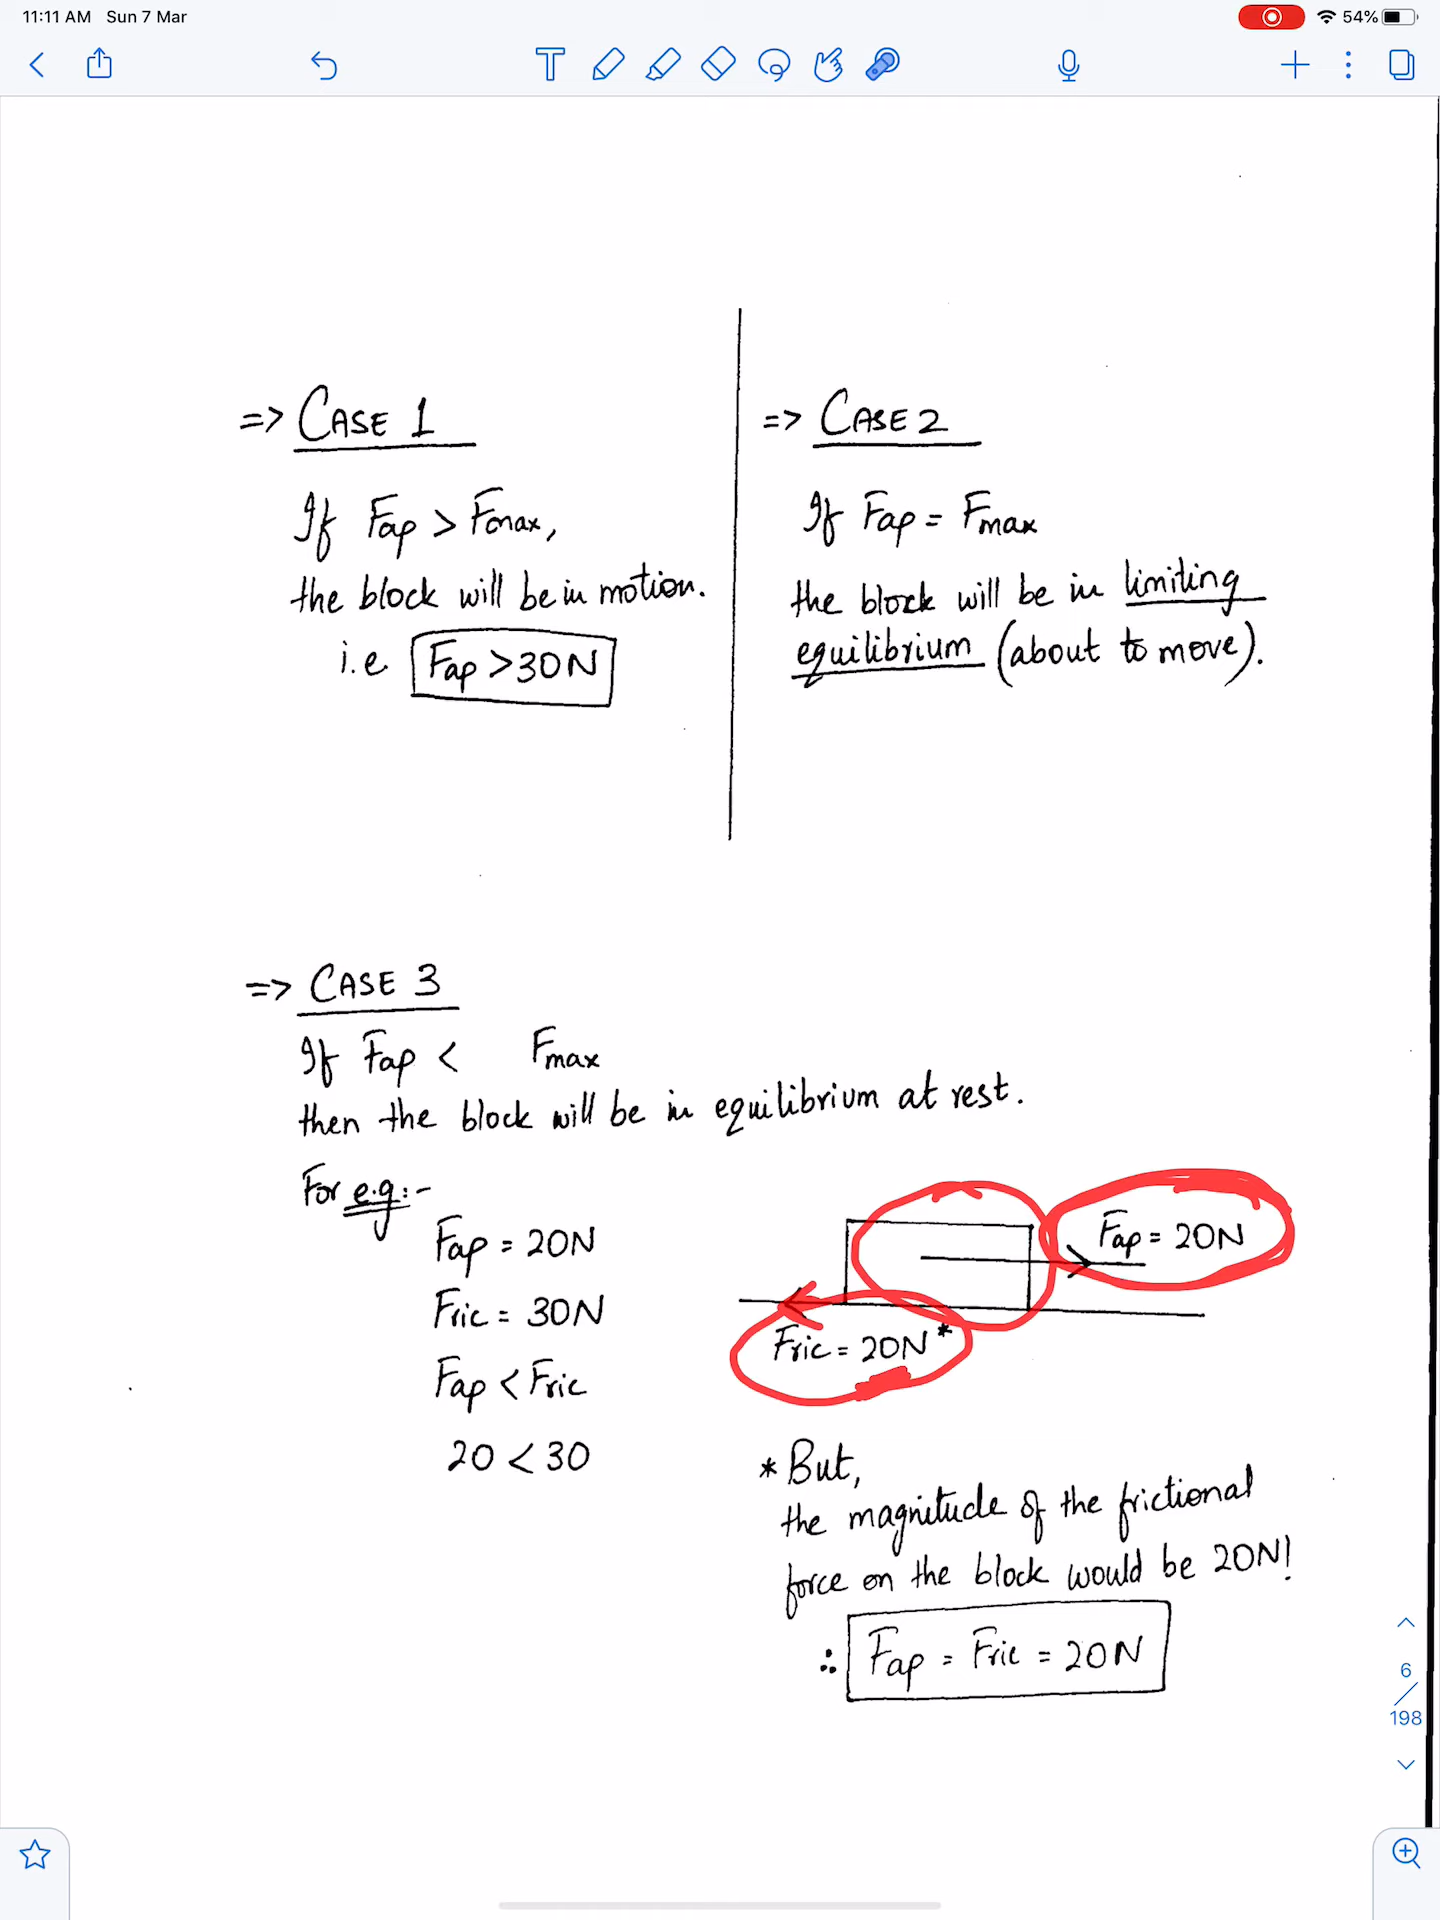 11:11 AM Sun 7 Mar
54%
=> CASE 1
If Fap > Fmax,
the block will be in motion.
i.e Fap > 30N
=> CASE 2
If Fap = Fmax
the block will be in limiting
equilibrium (about to move).
=> CASE 3
If Fap < Fmax
then the block will be in equilibrium at rest.
For e.g:-
Fap = 20N
Fric = 30N
Fap < Fric
20 < 30
Fap = 20N
Fric = 20N*
* But,
the magnitude of the frictional
force on the block would be 20N!
∴ Fap = Fric = 20N
6
/
198